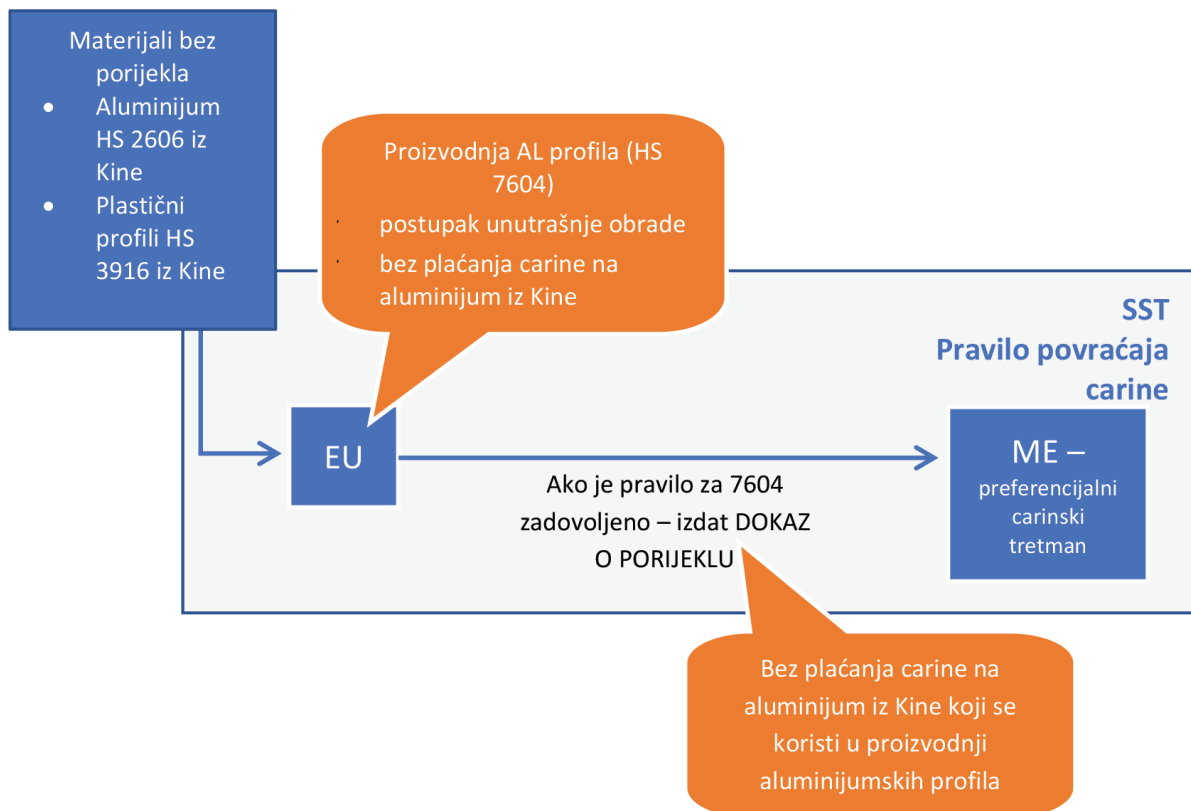 Materijali bez
porijekla
• Aluminijum
HS 2606 iz
Kine
• Plastični
profili HS
3916 iz Kine
Proizvodnja AL profila (HS
7604)
· postupak unutrašnje obrade
· bez plaćanja carine na
aluminijum iz Kine
SST
Pravilo povraćaja
carine
EU
Ako je pravilo za 7604
zadovoljeno – izdat DOKAZ
O PORIJEKLU
ME –
preferencijalni
carinski
tretman
Bez plaćanja carine na
aluminijum iz Kine koji se
koristi u proizvodnji
aluminijumskih profila